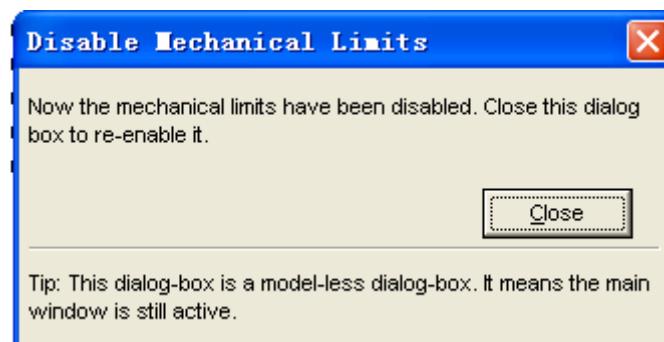 Disable Mechanical Limits
Now the mechanical limits have been disabled. Close this dialog
box to re-enable it.
Close
Tip: This dialog-box is a model-less dialog-box. It means the main
window is still active.